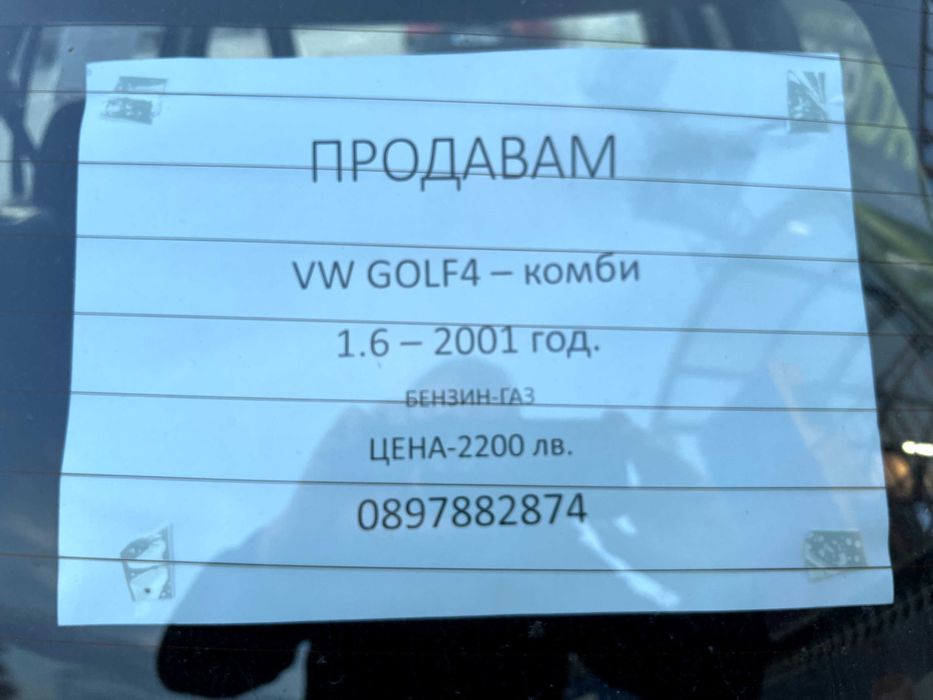 ПРОДАВАМ
VW GOLF4 – комби
1.6 – 2001 год.
БЕНЗИН-ГАЗ
ЦЕНА-2200 лв.
0897882874